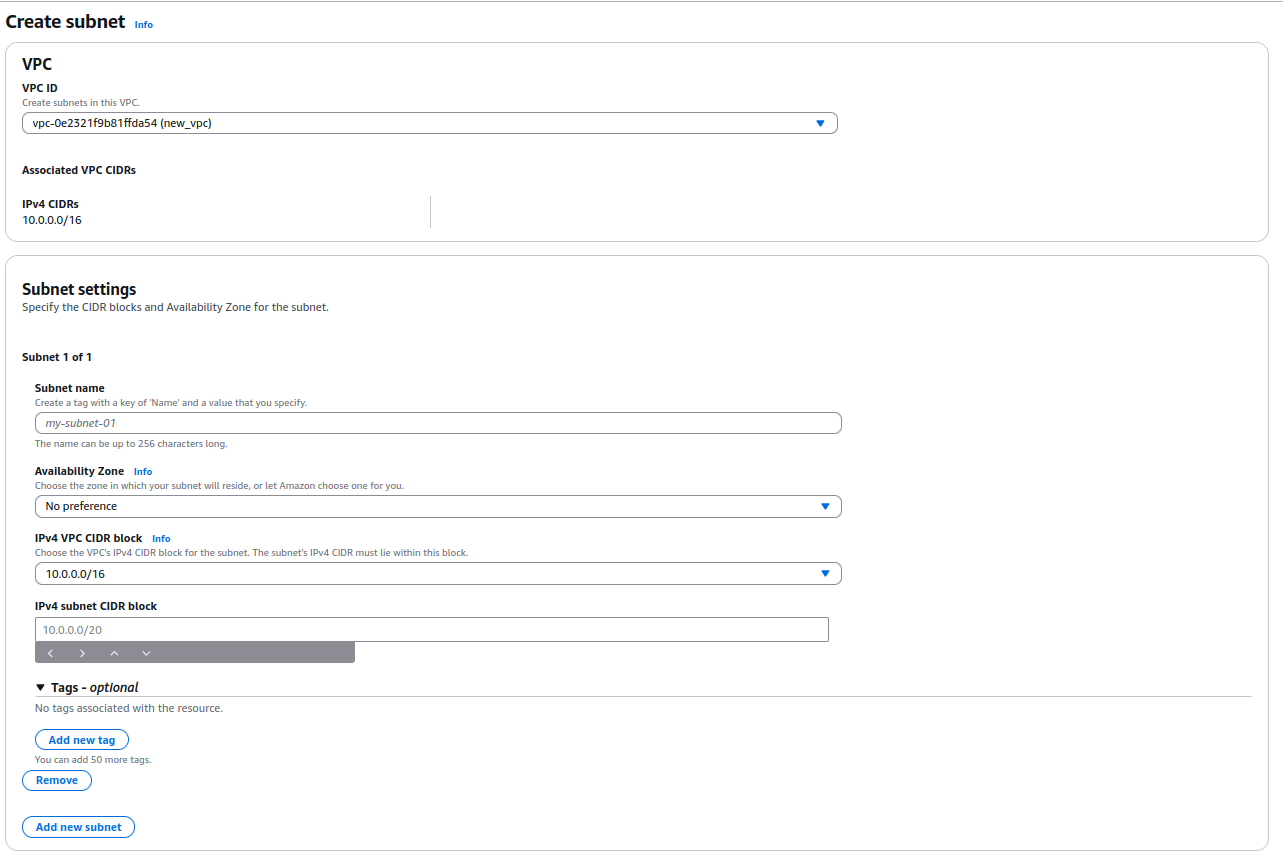 Create subnet Info
VPC
VPC ID
Create subnets in this VPC.
vpc-0e2321f9b81ffda54 (new_vpc)
Associated VPC CIDRs
IPv4 CIDRs
10.0.0.0/16
Subnet settings
Specify the CIDR blocks and Availability Zone for the subnet.
Subnet 1 of 1
Subnet name
Create a tag with a key of 'Name' and a value that you specify.
my-subnet-01
The name can be up to 256 characters long.
Availability Zone Info
Choose the zone in which your subnet will reside, or let Amazon choose one for you.
No preference
IPv4 VPC CIDR block Info
Choose the VPC's IPv4 CIDR block for the subnet. The subnet's IPv4 CIDR must lie within this block.
10.0.0.0/16
IPv4 subnet CIDR block
10.0.0.0/20
Tags - optional
No tags associated with the resource.
Add new tag
You can add 50 more tags.
Remove
Add new subnet